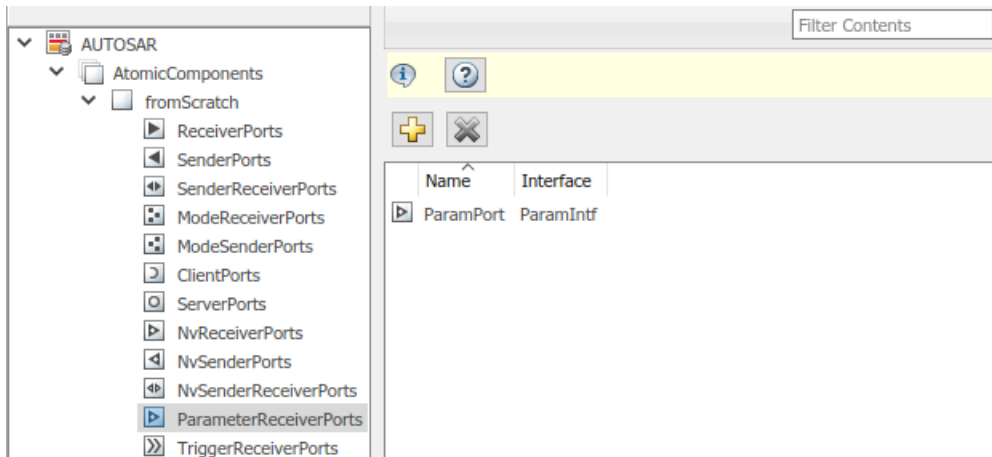 Filter Contents
AUTOSAR
AtomicComponents
fromScratch
ReceiverPorts
SenderPorts
SenderReceiverPorts
ModeReceiverPorts
ModeSenderPorts
ClientPorts
ServerPorts
NvReceiverPorts
NvSenderPorts
NvSenderReceiverPorts
ParameterReceiverPorts
TriggerReceiverPorts
Name Interface
ParamPort ParamIntf